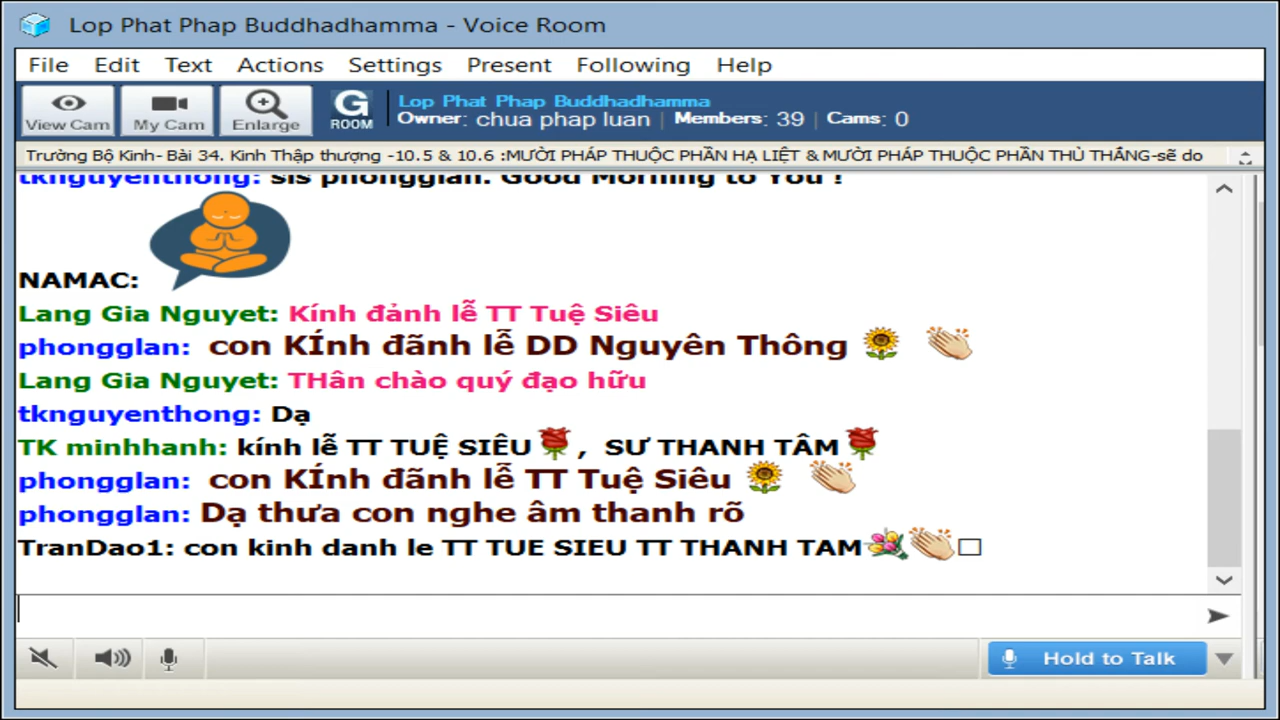 Lop Phat Phap Buddhadhamma - Voice Room
File Edit Text Actions Settings Present Following Help
View Cam My Cam Enlarge G ROOM
Lop Phat Phap Buddhadhamma
Owner: chua phap luan | Members: 39 | Cams: 0
Trường Bộ Kinh- Bài 34. Kinh Thập thượng -10.5 & 10.6 :MƯỜI PHÁP THUỘC PHẦN HẠ LIỆT & MƯỜI PHÁP THUỘC PHẦN THÙ THẮNG-sẽ do
tknguyenthong: sis phongglan. Good Morning to You !
NAMAC:
Lang Gia Nguyet: Kính đảnh lễ TT Tuệ Siêu
phongglan: con KÍnh đãnh lễ DD Nguyên Thông
Lang Gia Nguyet: THân chào quý đạo hữu
tknguyenthong: Dạ
TK minhhanh: kính lễ TT TUỆ SIÊU , SƯ THANH TÂM
phongglan: con KÍnh đãnh lễ TT Tuệ Siêu
phongglan: Dạ thưa con nghe âm thanh rõ
TranDao1: con kinh danh le TT TUE SIEU TT THANH TAM
Hold to Talk